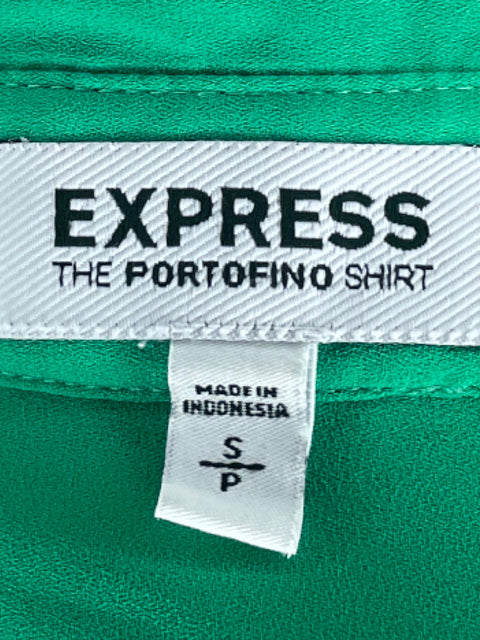 EXPRESS
THE PORTOFINO SHIRT
MADE IN
INDONESIA
S
P